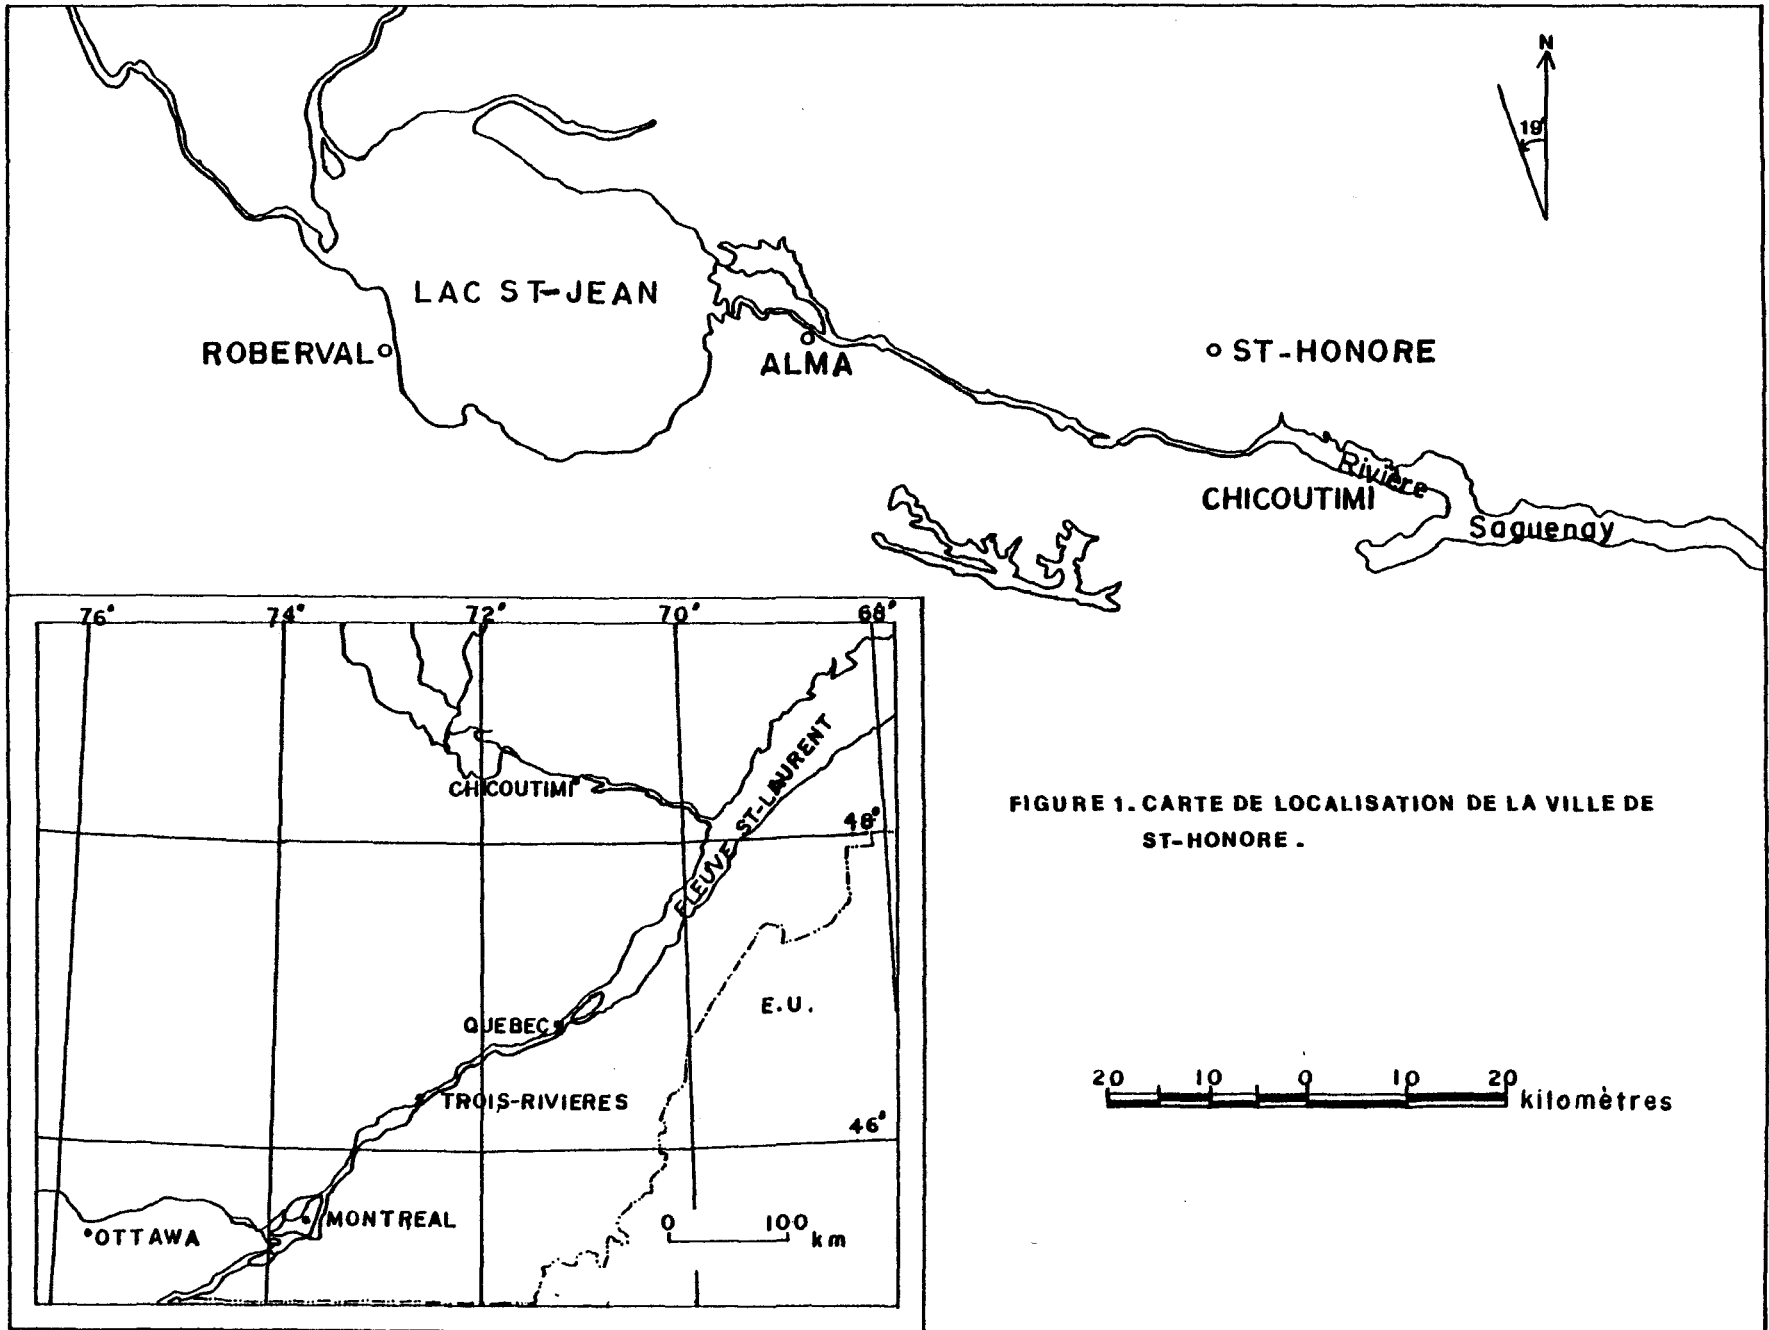 N
19°
LAC ST-JEAN
ROBERVAL
ALMA
ST-HONORE
Rivière
CHICOUTIMI
Saguenay
76° 74° 72° 70° 68°
CHICOUTIMI
FLEUVE ST-LAURENT
48°
E.U.
QUEBEC
TROIS-RIVIERES
46°
MONTREAL
OTTAWA
0 100
km
FIGURE 1. CARTE DE LOCALISATION DE LA VILLE DE
ST-HONORE.
20 10 0 10 20
kilomètres